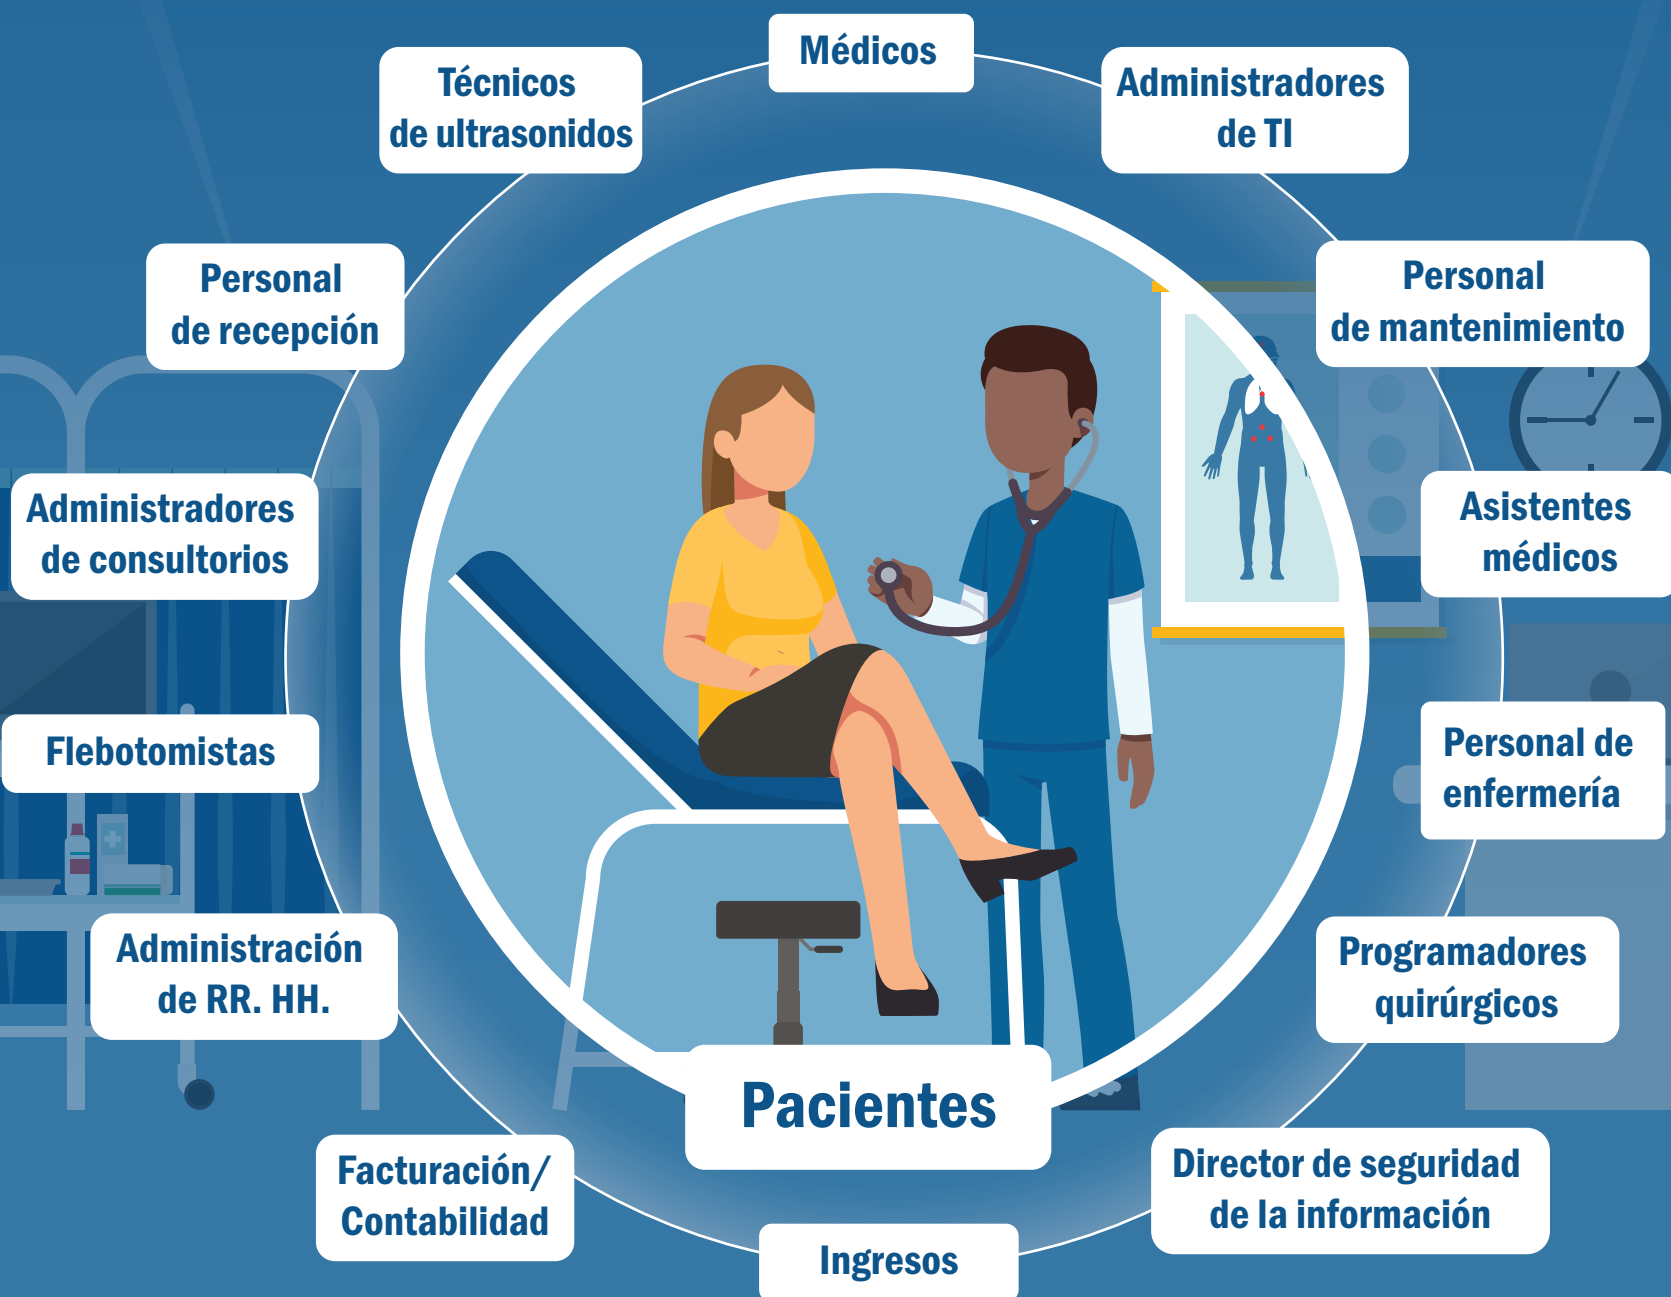 Médicos
Técnicos
de ultrasonidos
Administradores
de TI
Personal
de recepción
Personal
de mantenimiento
Administradores
de consultorios
Asistentes
médicos
Flebotomistas
Personal de
enfermería
Administración
de RR. HH.
Programadores
quirúrgicos
Pacientes
Facturación/
Contabilidad
Director de seguridad
de la información
Ingresos